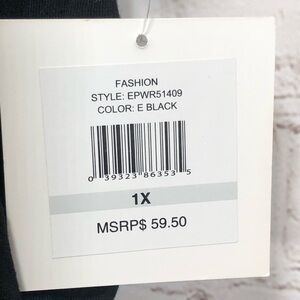 FASHION
STYLE: EPWR51409
COLOR: E BLACK
0 39323 86353 5
1X
MSRP$ 59.50